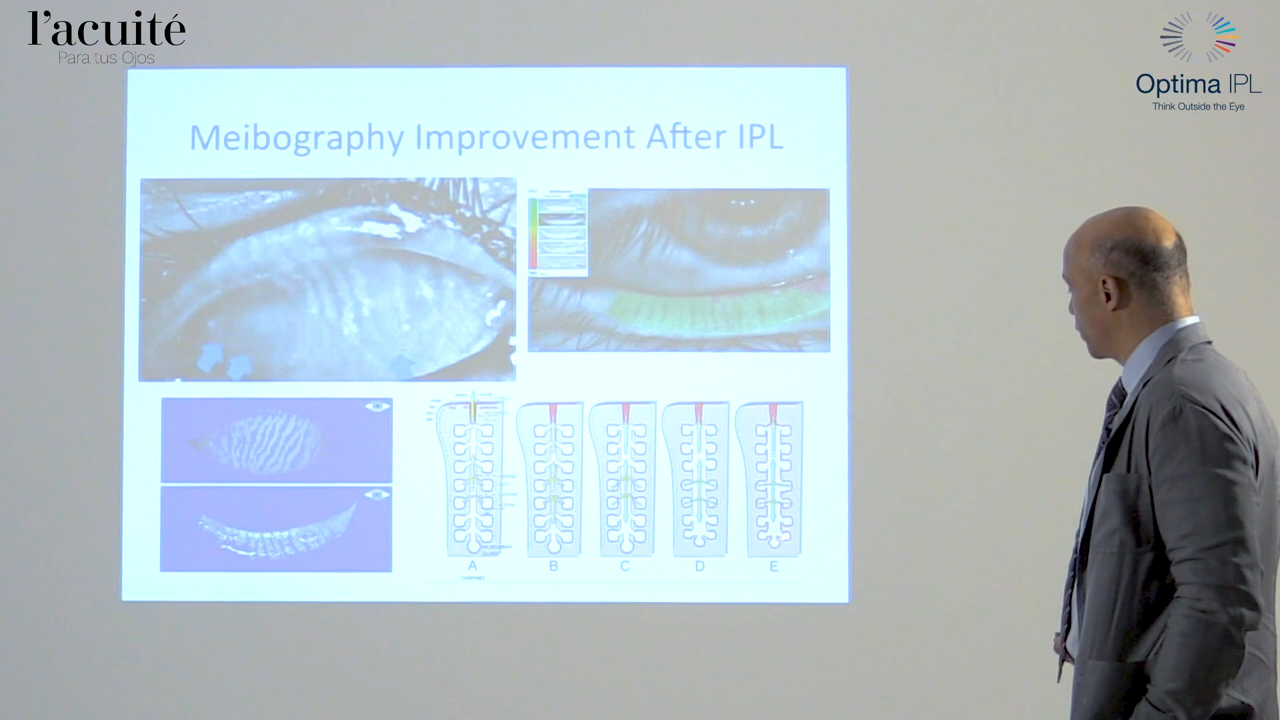 l'acuité
Para tus Ojos
Optima IPL
Think Outside the Eye
Meibography Improvement After IPL
A B C D E